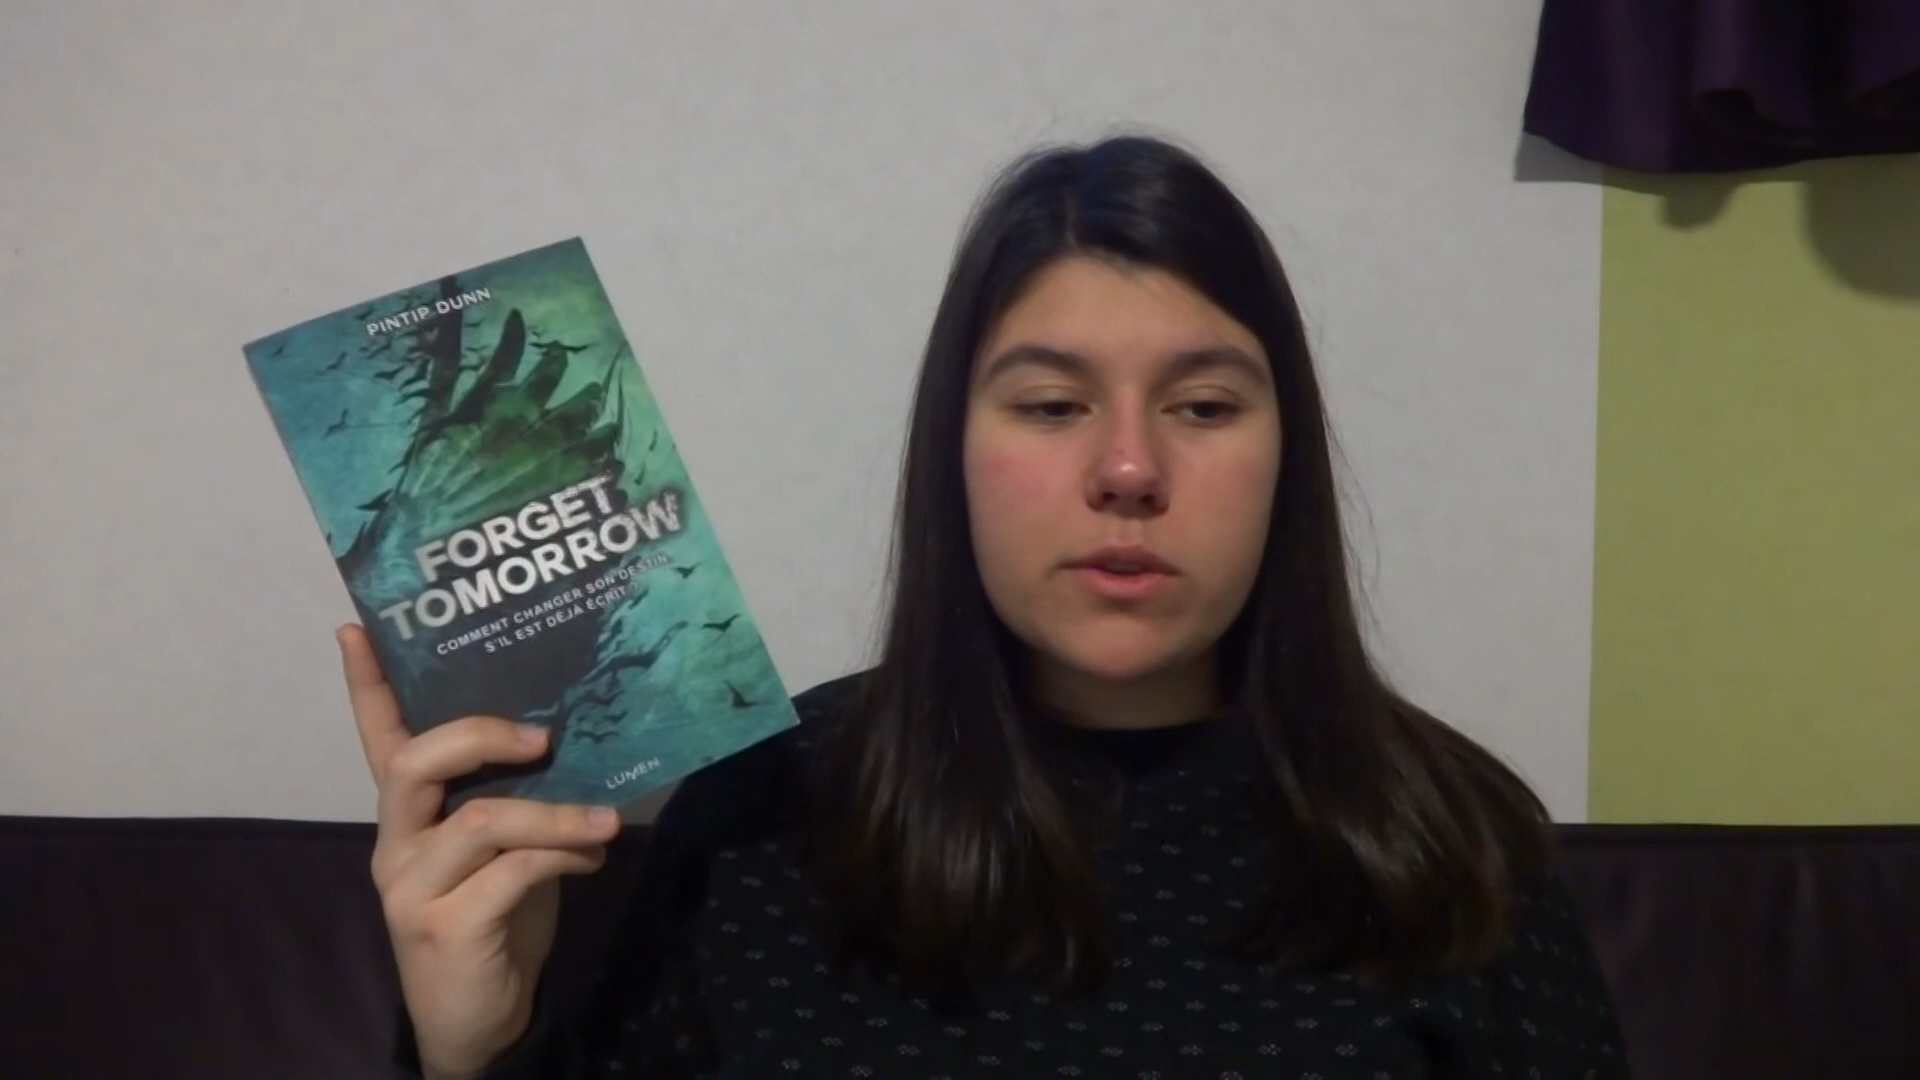 PINTIP DUNN
FORGET
TOMORROW
COMMENT CHANGER SON DESTIN,
S'IL EST DÉJÀ ÉCRIT ?
LUMEN